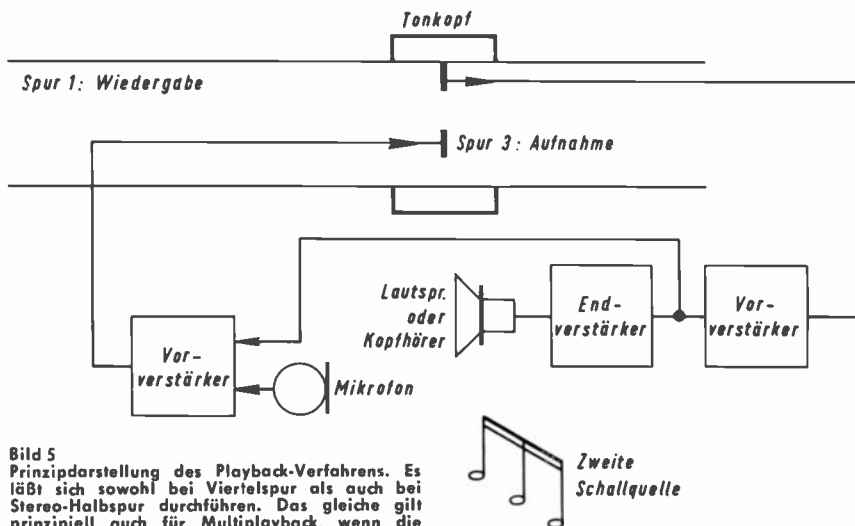 Tonkopf
Spur 1: Wiedergabe
Spur 3: Aufnahme
Lautspr.
oder
Kopfhörer
End-
verstärker
Vor-
verstärker
Vor-
verstärker
Mikrofon
Zweite
Schallquelle
Bild 5
Prinzipdarstellung des Playback-Verfahrens. Es
läßt sich sowohl bei Viertelspur als auch bei
Stereo-Halbspur durchführen. Das gleiche gilt
prinzipiell auch für Multiplayback, wenn die